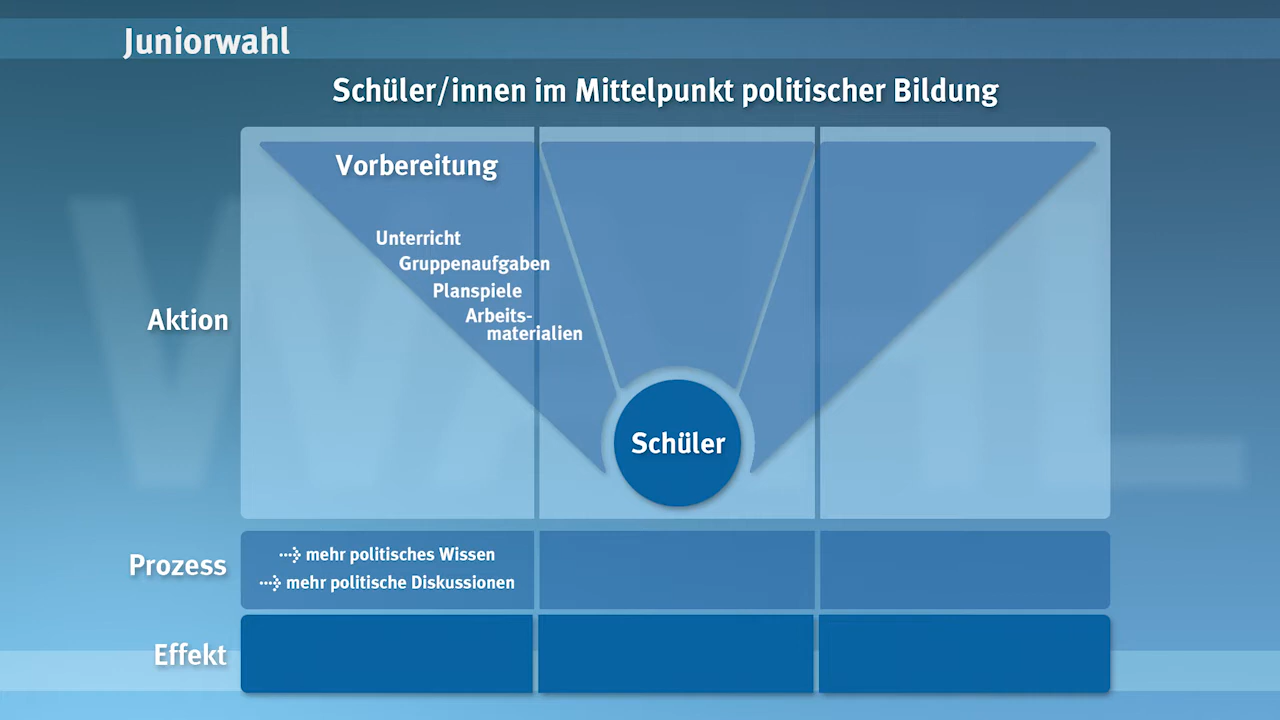 Juniorwahl
Schüler/innen im Mittelpunkt politischer Bildung
Vorbereitung
Unterricht
Gruppenaufgaben
Planspiele
Arbeits-
materialien
Aktion
Schüler
Prozess
mehr politisches Wissen
mehr politische Diskussionen
Effekt
WAHL